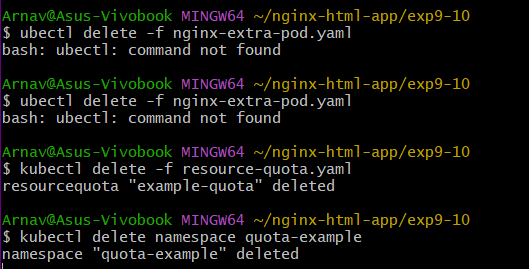 Arnav@Asus-Vivobook MINGW64 ~/nginx-html-app/exp9-10
$ ubectl delete -f nginx-extra-pod.yaml
bash: ubectl: command not found
Arnav@Asus-Vivobook MINGW64 ~/nginx-html-app/exp9-10
$ ubectl delete -f nginx-extra-pod.yaml
bash: ubectl: command not found
Arnav@Asus-Vivobook MINGW64 ~/nginx-html-app/exp9-10
$ kubectl delete -f resource-quota.yaml
resourcequota "example-quota" deleted
Arnav@Asus-Vivobook MINGW64 ~/nginx-html-app/exp9-10
$ kubectl delete namespace quota-example
namespace "quota-example" deleted